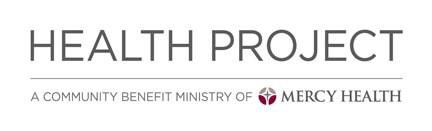 HEALTH PROJECT
A COMMUNITY BENEFIT MINISTRY OF MERCY HEALTH